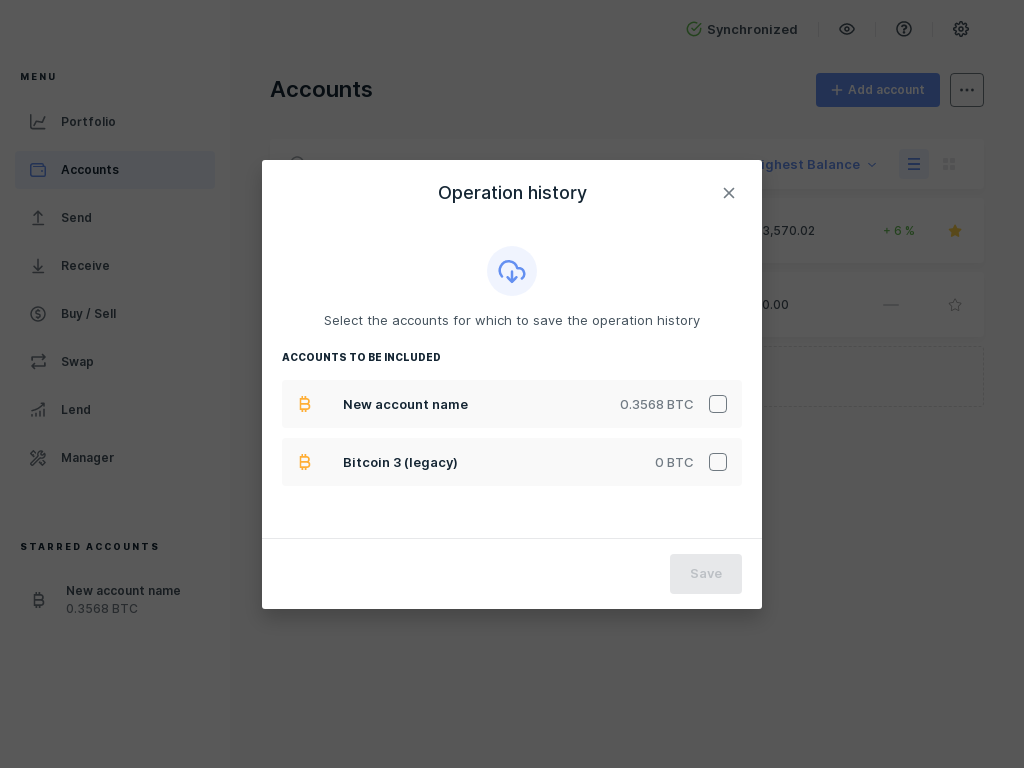 Synchronized
MENU
Accounts
Add account
Portfolio
Accounts
ghest Balance
Operation history
Send
3,570.02
+ 6 %
Receive
0.00
—
Buy / Sell
Select the accounts for which to save the operation history
ACCOUNTS TO BE INCLUDED
Swap
New account name
0.3568 BTC
Lend
Bitcoin 3 (legacy)
0 BTC
Manager
STARRED ACCOUNTS
New account name
0.3568 BTC
Save